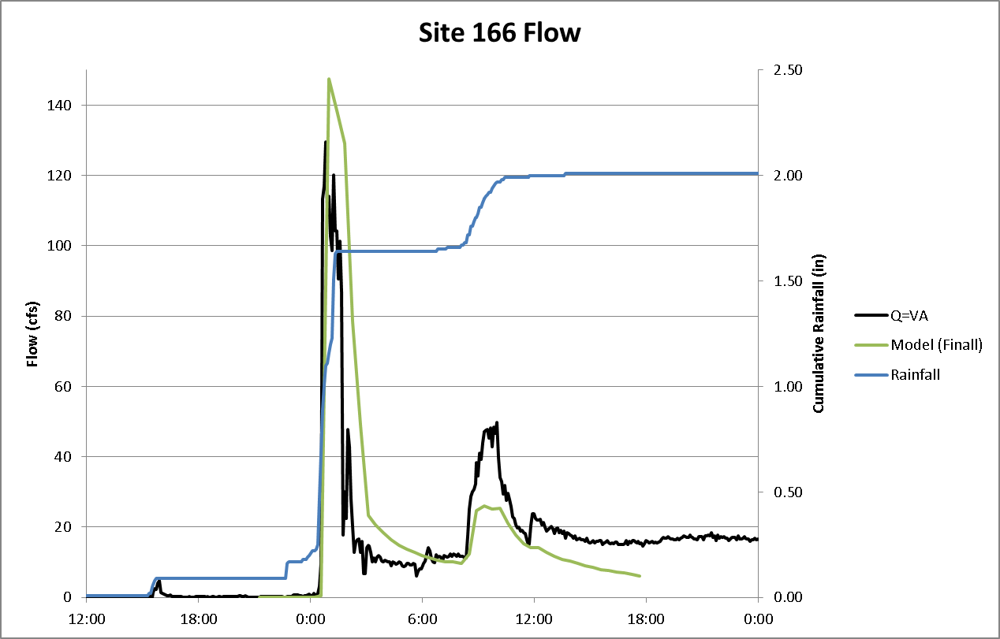 Site 166 Flow
Flow (cfs)
140
120
100
80
60
40
20
0
2.50
2.00
1.50
1.00
0.50
0.00
Cumulative Rainfall (in)
12:00 18:00 0:00 6:00 12:00 18:00 0:00
Q=VA
Model (Finall)
Rainfall